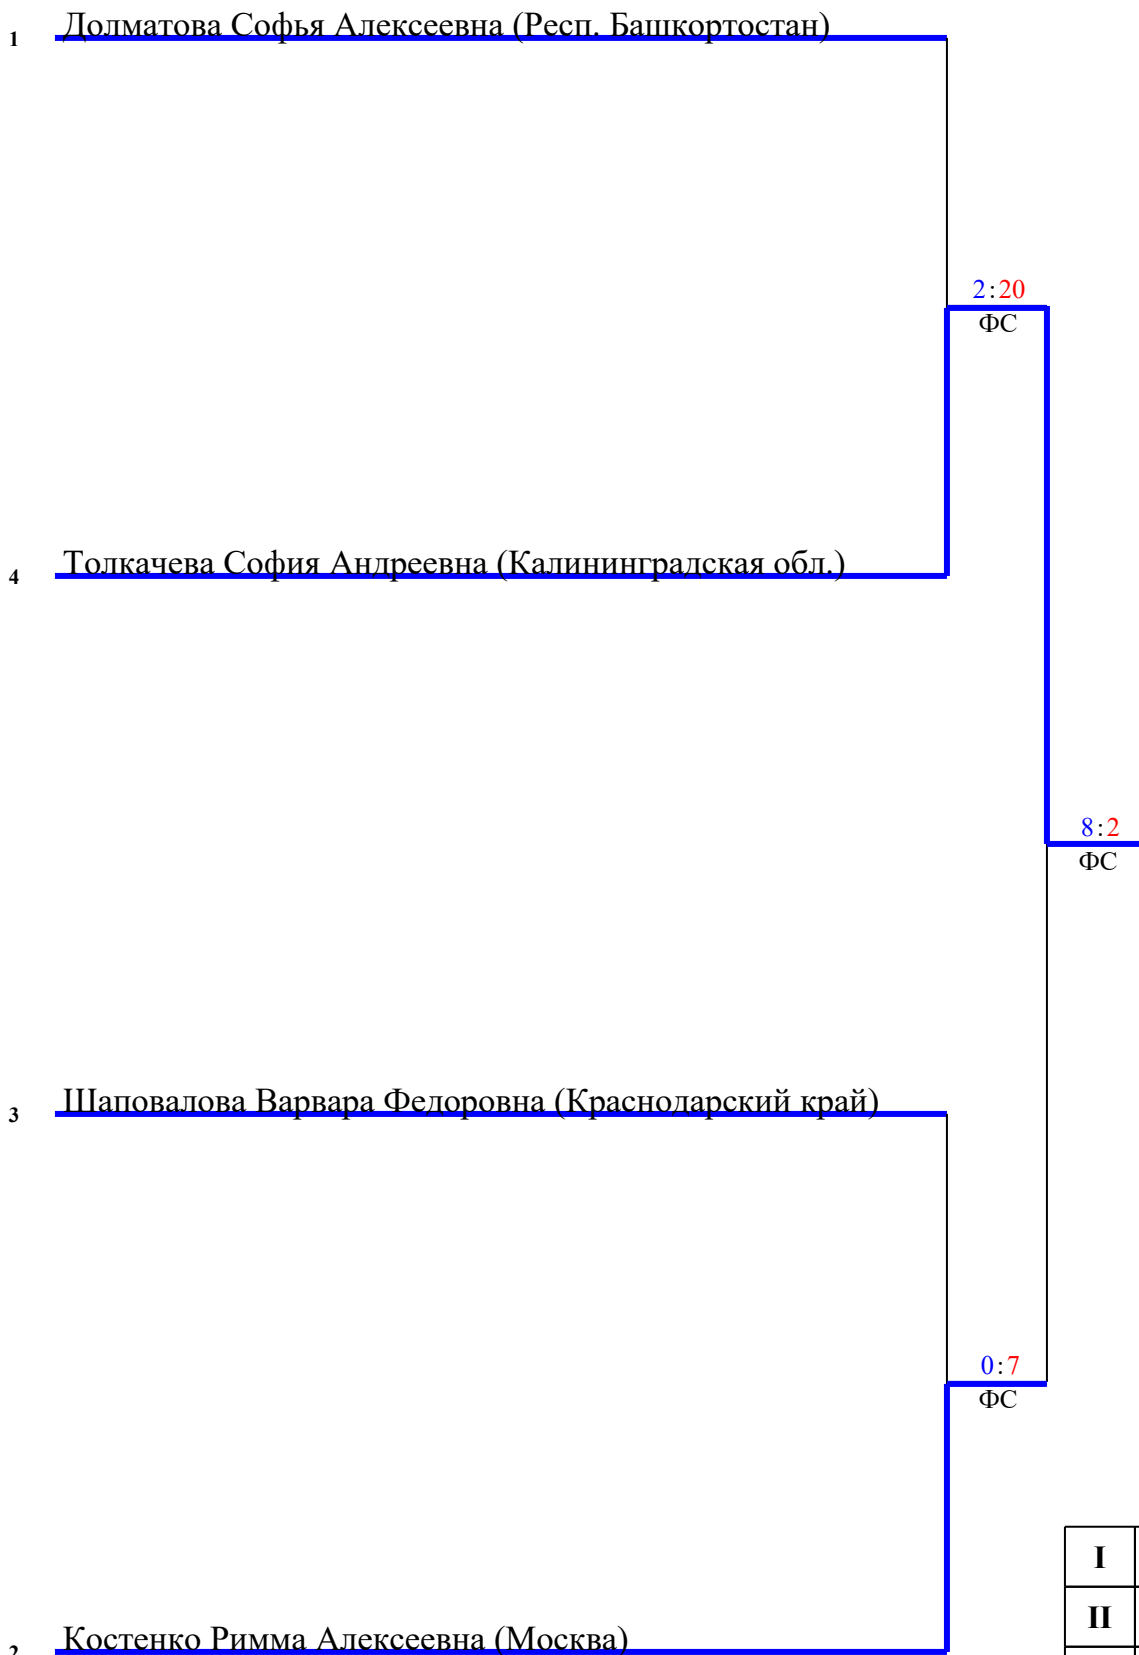 1 Долматова Софья Алексеевна (Респ. Башкортостан)
2:20
ФС
4 Толкачева София Андреевна (Калининградская обл.)
8:2
ФС
3 Шаповалова Варвара Федоровна (Краснодарский край)
0:7
ФС
I
II
2 Костенко Римма Алексеевна (Москва)